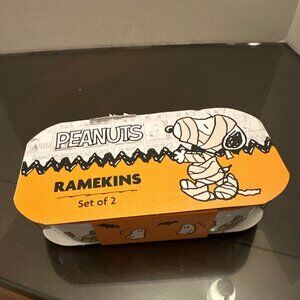 PEANUTS
RAMEKINS
Set of 2